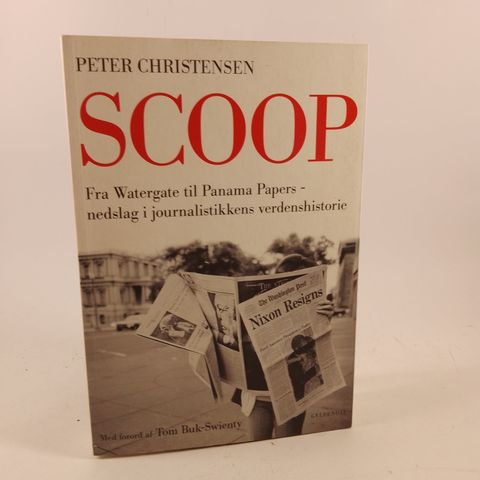 PETER CHRISTENSEN
SCOOP
Fra Watergate til Panama Papers –
nedslag i journalistikkens verdenshistorie
The Washington Post
Nixon Resigns
GYLDENDAL
Med forord af Tom Buk-Swienty